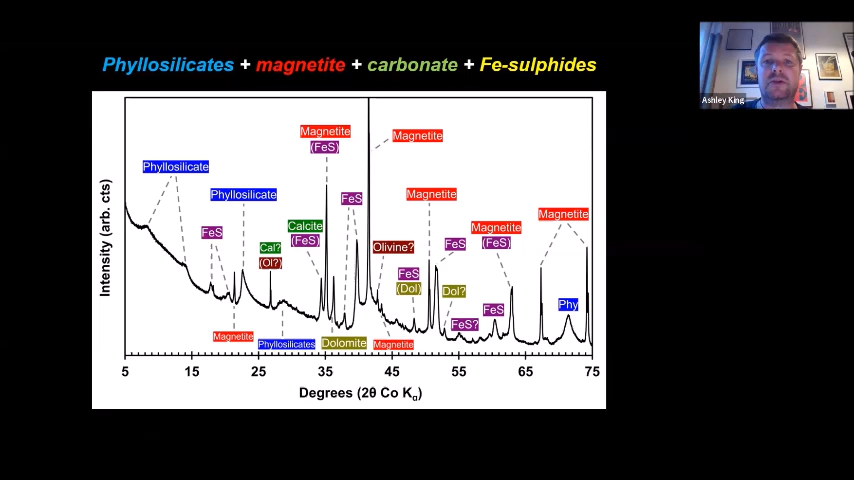 Phyllosilicates + magnetite + carbonate + Fe-sulphides
Ashley King
Intensity (arb. cts)
Magnetite
(FeS)
Magnetite
Phyllosilicate
Phyllosilicate
FeS
Magnetite
FeS
Cal?
(Ol?)
Calcite
(FeS)
Olivine?
FeS
Magnetite
(FeS)
Magnetite
FeS
(Dol)
Dol?
FeS?
FeS
Phy
Magnetite
Phyllosilicates
Dolomite
Magnetite
5 15 25 35 45 55 65 75
Degrees (2θ Co Kα)